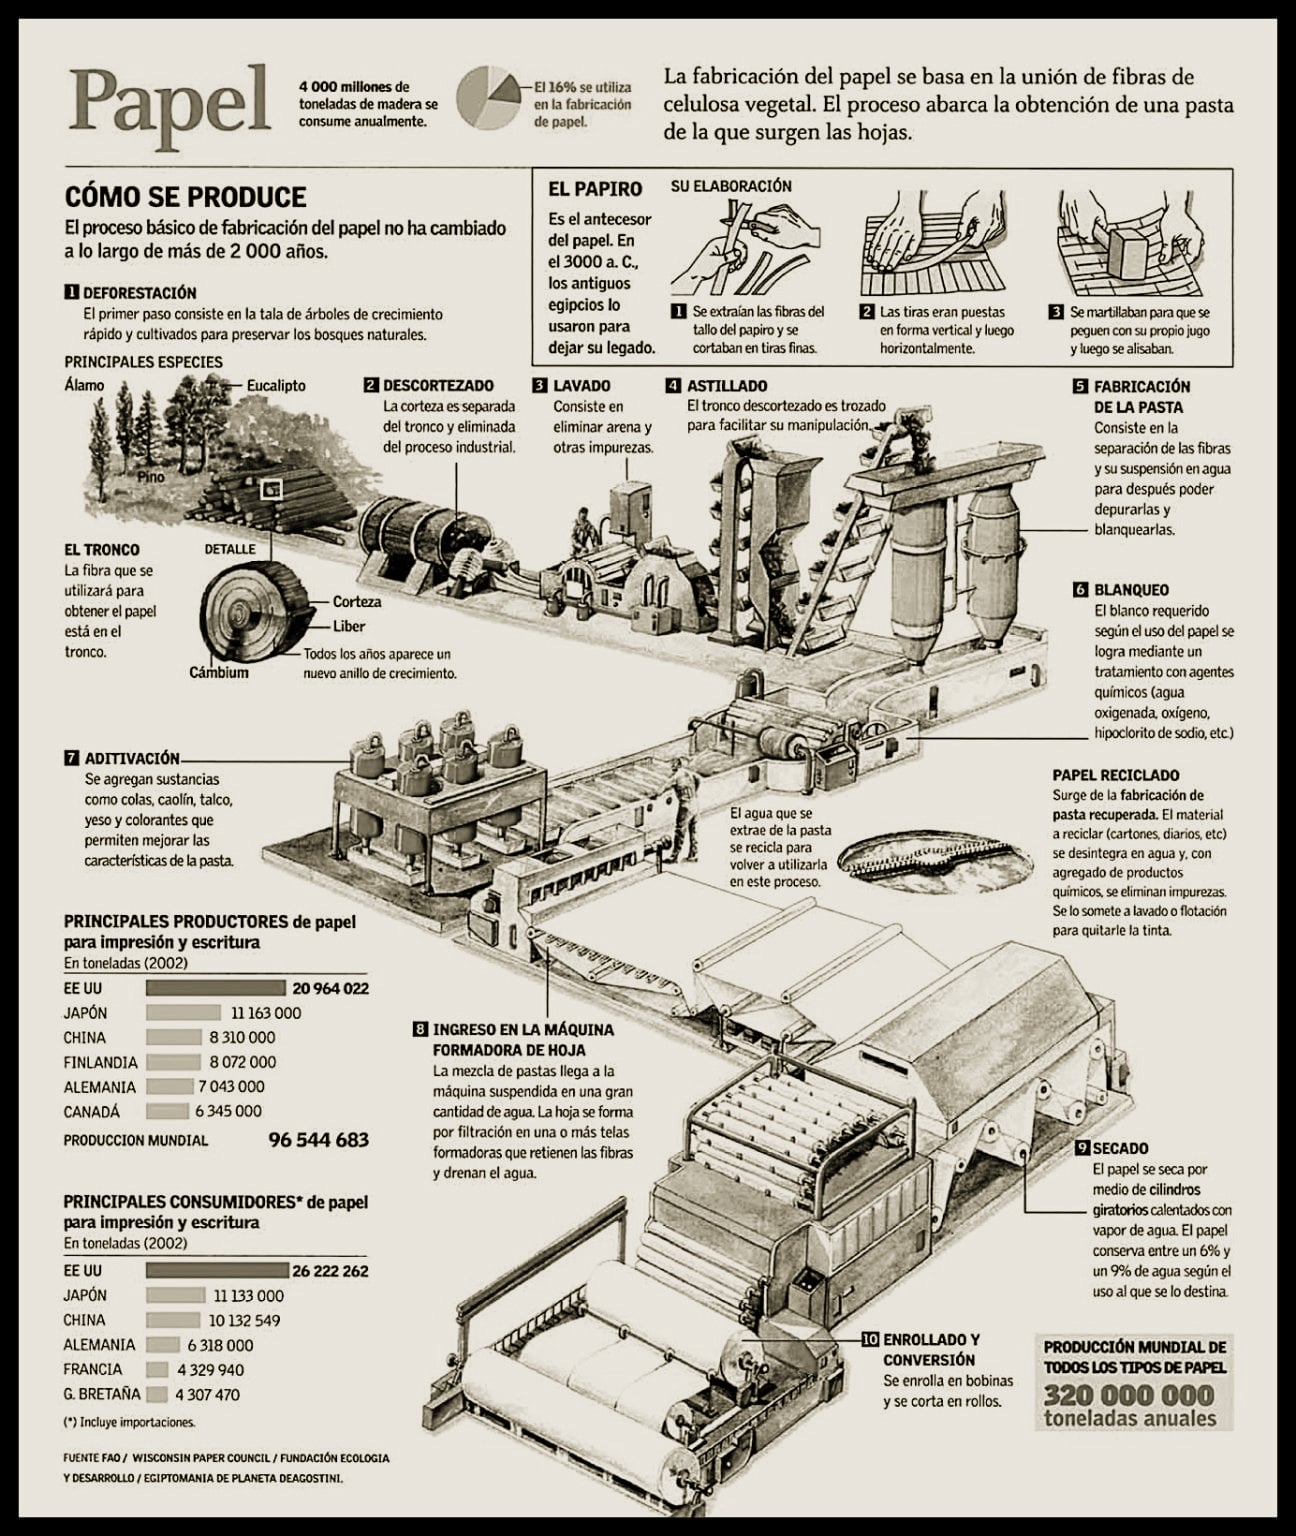 Papel
4 000 millones de
toneladas de madera se
consume anualmente.
El 16% se utiliza
en la fabricación
de papel.
La fabricación del papel se basa en la unión de fibras de
celulosa vegetal. El proceso abarca la obtención de una pasta
de la que surgen las hojas.
CÓMO SE PRODUCE
El proceso básico de fabricación del papel no ha cambiado
a lo largo de más de 2 000 años.
EL PAPIRO
Es el antecesor
del papel. En
el 3000 a. C.,
los antiguos
egipcios lo
usaron para
dejar su legado.
SU ELABORACIÓN
1 Se extraían las fibras del
tallo del papiro y se
cortaban en tiras finas.
2 Las tiras eran puestas
en forma vertical y luego
horizontalmente.
3 Se martillaban para que se
peguen con su propio jugo
y luego se alisaban.
1 DEFORESTACIÓN
El primer paso consiste en la tala de árboles de crecimiento
rápido y cultivados para preservar los bosques naturales.
PRINCIPALES ESPECIES
Álamo
Eucalipto
Pino
2 DESCORTEZADO
La corteza es separada
del tronco y eliminada
del proceso industrial.
3 LAVADO
Consiste en
eliminar arena y
otras impurezas.
4 ASTILLADO
El tronco descortezado es trozado
para facilitar su manipulación.
5 FABRICACIÓN
DE LA PASTA
Consiste en la
separación de las fibras
y su suspensión en agua
para después poder
depurarlas y
blanquearlas.
EL TRONCO
La fibra que se
utilizará para
obtener el papel
está en el
tronco.
DETALLE
Corteza
Liber
Cámbium
Todos los años aparece un
nuevo anillo de crecimiento.
6 BLANQUEO
El blanco requerido
según el uso del papel se
logra mediante un
tratamiento con agentes
químicos (agua
oxigenada, oxígeno,
hipoclorito de sodio, etc.)
7 ADITIVACIÓN
Se agregan sustancias
como colas, caolín, talco,
yeso y colorantes que
permiten mejorar las
características de la pasta.
El agua que se
extrae de la pasta
se recicla para
volver a utilizarla
en este proceso.
PAPEL RECICLADO
Surge de la fabricación de
pasta recuperada. El material
a reciclar (cartones, diarios, etc)
se desintegra en agua y, con
agregado de productos
químicos, se eliminan impurezas.
Se lo somete a lavado o flotación
para quitarle la tinta.
PRINCIPALES PRODUCTORES de papel
para impresión y escritura
En toneladas (2002)
EE UU 20 964 022
JAPÓN 11 163 000
CHINA 8 310 000
FINLANDIA 8 072 000
ALEMANIA 7 043 000
CANADÁ 6 345 000
PRODUCCION MUNDIAL 96 544 683
8 INGRESO EN LA MÁQUINA
FORMADORA DE HOJA
La mezcla de pastas llega a la
máquina suspendida en una gran
cantidad de agua. La hoja se forma
por filtración en una o más telas
formadoras que retienen las fibras
y drenan el agua.
9 SECADO
El papel se seca por
medio de cilindros
giratorios calentados con
vapor de agua. El papel
conserva entre un 6% y
un 9% de agua según el
uso al que se lo destina.
PRINCIPALES CONSUMIDORES* de papel
para impresión y escritura
En toneladas (2002)
EE UU 26 222 262
JAPÓN 11 133 000
CHINA 10 132 549
ALEMANIA 6 318 000
FRANCIA 4 329 940
G. BRETAÑA 4 307 470
(*) Incluye importaciones.
10 ENROLLADO Y
CONVERSIÓN
Se enrolla en bobinas
y se corta en rollos.
PRODUCCIÓN MUNDIAL DE
TODOS LOS TIPOS DE PAPEL
320 000 000
toneladas anuales
FUENTE FAO / WISCONSIN PAPER COUNCIL / FUNDACIÓN ECOLOGIA
Y DESARROLLO / EGIPTOMANIA DE PLANETA DEAGOSTINI.